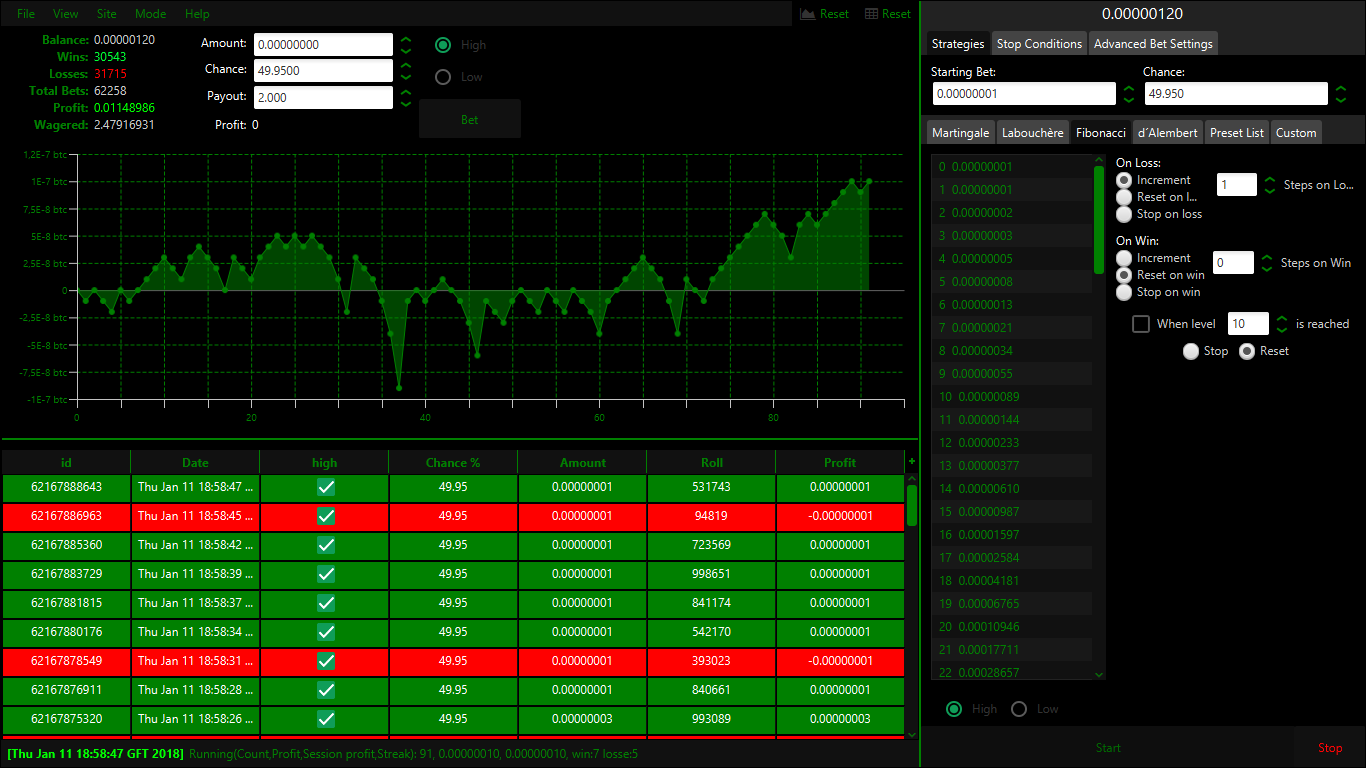 File View Site Mode Help Reset Reset
Balance: 0.00000120
Wins: 30543
Losses: 31715
Total Bets: 62258
Profit: 0.01148986
Wagered: 2.47916931
Amount: 0.00000000
Chance: 49.9500
Payout: 2.000
Profit: 0
High
Low
Bet
1,2E-7 btc
1E-7 btc
7,5E-8 btc
5E-8 btc
2,5E-8 btc
0
-2,5E-8 btc
-5E-8 btc
-7,5E-8 btc
-1E-7 btc
0 20 40 60 80
id Date high Chance % Amount Roll Profit +
62167888643 Thu Jan 11 18:58:47 ... 49.95 0.00000001 531743 0.00000001
62167886963 Thu Jan 11 18:58:45 ... 49.95 0.00000001 94819 -0.00000001
62167885360 Thu Jan 11 18:58:42 ... 49.95 0.00000001 723569 0.00000001
62167883729 Thu Jan 11 18:58:39 ... 49.95 0.00000001 998651 0.00000001
62167881815 Thu Jan 11 18:58:37 ... 49.95 0.00000001 841174 0.00000001
62167880176 Thu Jan 11 18:58:34 ... 49.95 0.00000001 542170 0.00000001
62167878549 Thu Jan 11 18:58:31 ... 49.95 0.00000001 393023 -0.00000001
62167876911 Thu Jan 11 18:58:28 ... 49.95 0.00000001 840661 0.00000001
62167875320 Thu Jan 11 18:58:26 ... 49.95 0.00000003 993089 0.00000003
[Thu Jan 11 18:58:47 GFT 2018] Running(Count,Profit,Session profit,Streak): 91, 0.00000010, 0.00000010, win:7 losse:5
0.00000120
Strategies Stop Conditions Advanced Bet Settings
Starting Bet: Chance:
0.00000001 49.950
Martingale Labouchère Fibonacci d'Alembert Preset List Custom
0 0.00000001
1 0.00000001
2 0.00000002
3 0.00000003
4 0.00000005
5 0.00000008
6 0.00000013
7 0.00000021
8 0.00000034
9 0.00000055
10 0.00000089
11 0.00000144
12 0.00000233
13 0.00000377
14 0.00000610
15 0.00000987
16 0.00001597
17 0.00002584
18 0.00004181
19 0.00006765
20 0.00010946
21 0.00017711
22 0.00028657
On Loss:
Increment 1 Steps on Lo...
Reset on l...
Stop on loss
On Win:
Increment 0 Steps on Win
Reset on win
Stop on win
When level 10 is reached
Stop Reset
High Low
Start Stop